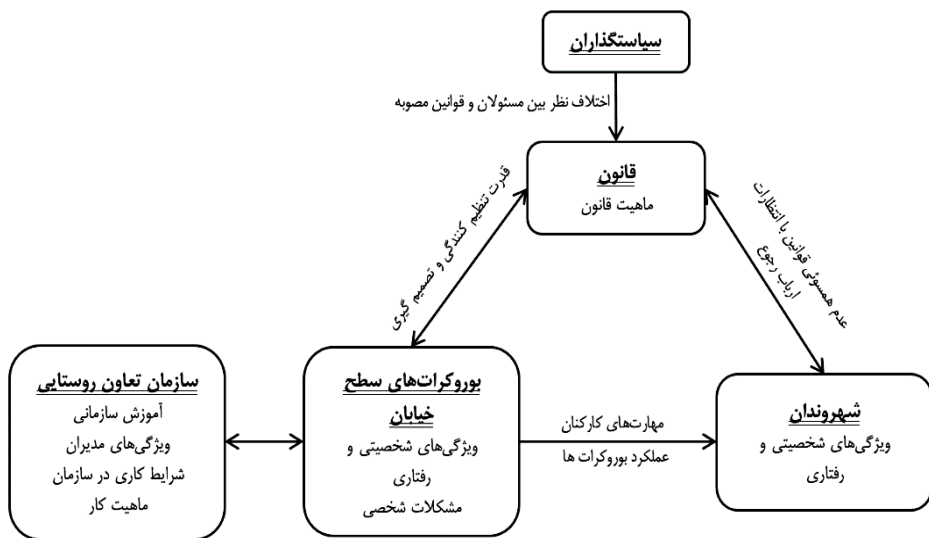 سیاستگذاران
اختلاف نظر بین مسئولان و قوانین مصوبه
قانون
ماهیت قانون
قدرت تنظیم کنندگی و تصمیم گیری
عدم همسوئی قوانین با انتظارات
ارباب رجوع
سازمان تعاون روستایی
آموزش سازمانی
ویژگی‌های مدیران
شرایط کاری در سازمان
ماهیت کار
بوروکرات‌های سطح
خیابان
ویژگی‌های شخصیتی و
رفتاری
مشکلات شخصی
مهارت‌های کارکنان
عملکرد بوروکرات ها
شهروندان
ویژگی‌های شخصیتی و
رفتاری